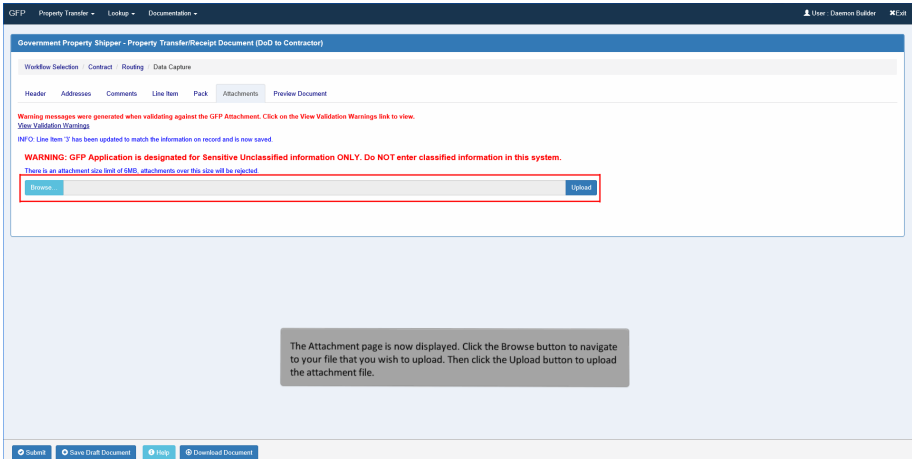 GFP Property Transfer Lookup Documentation User : Daemon Builder Exit
Government Property Shipper - Property Transfer/Receipt Document (DoD to Contractor)
Workflow Selection / Contract / Routing / Data Capture
Header Addresses Comments Line Item Pack Attachments Preview Document
Warning messages were generated when validating against the GFP Attachment. Click on the View Validation Warnings link to view.
View Validation Warnings
INFO: Line Item '3' has been updated to match the information on record and is now saved.
WARNING: GFP Application is designated for Sensitive Unclassified information ONLY. Do NOT enter classified information in this system.
There is an attachment size limit of 6MB, attachments over this size will be rejected.
Browse... Upload
The Attachment page is now displayed. Click the Browse button to navigate
to your file that you wish to upload. Then click the Upload button to upload
the attachment file.
Submit Save Draft Document Help Download Document